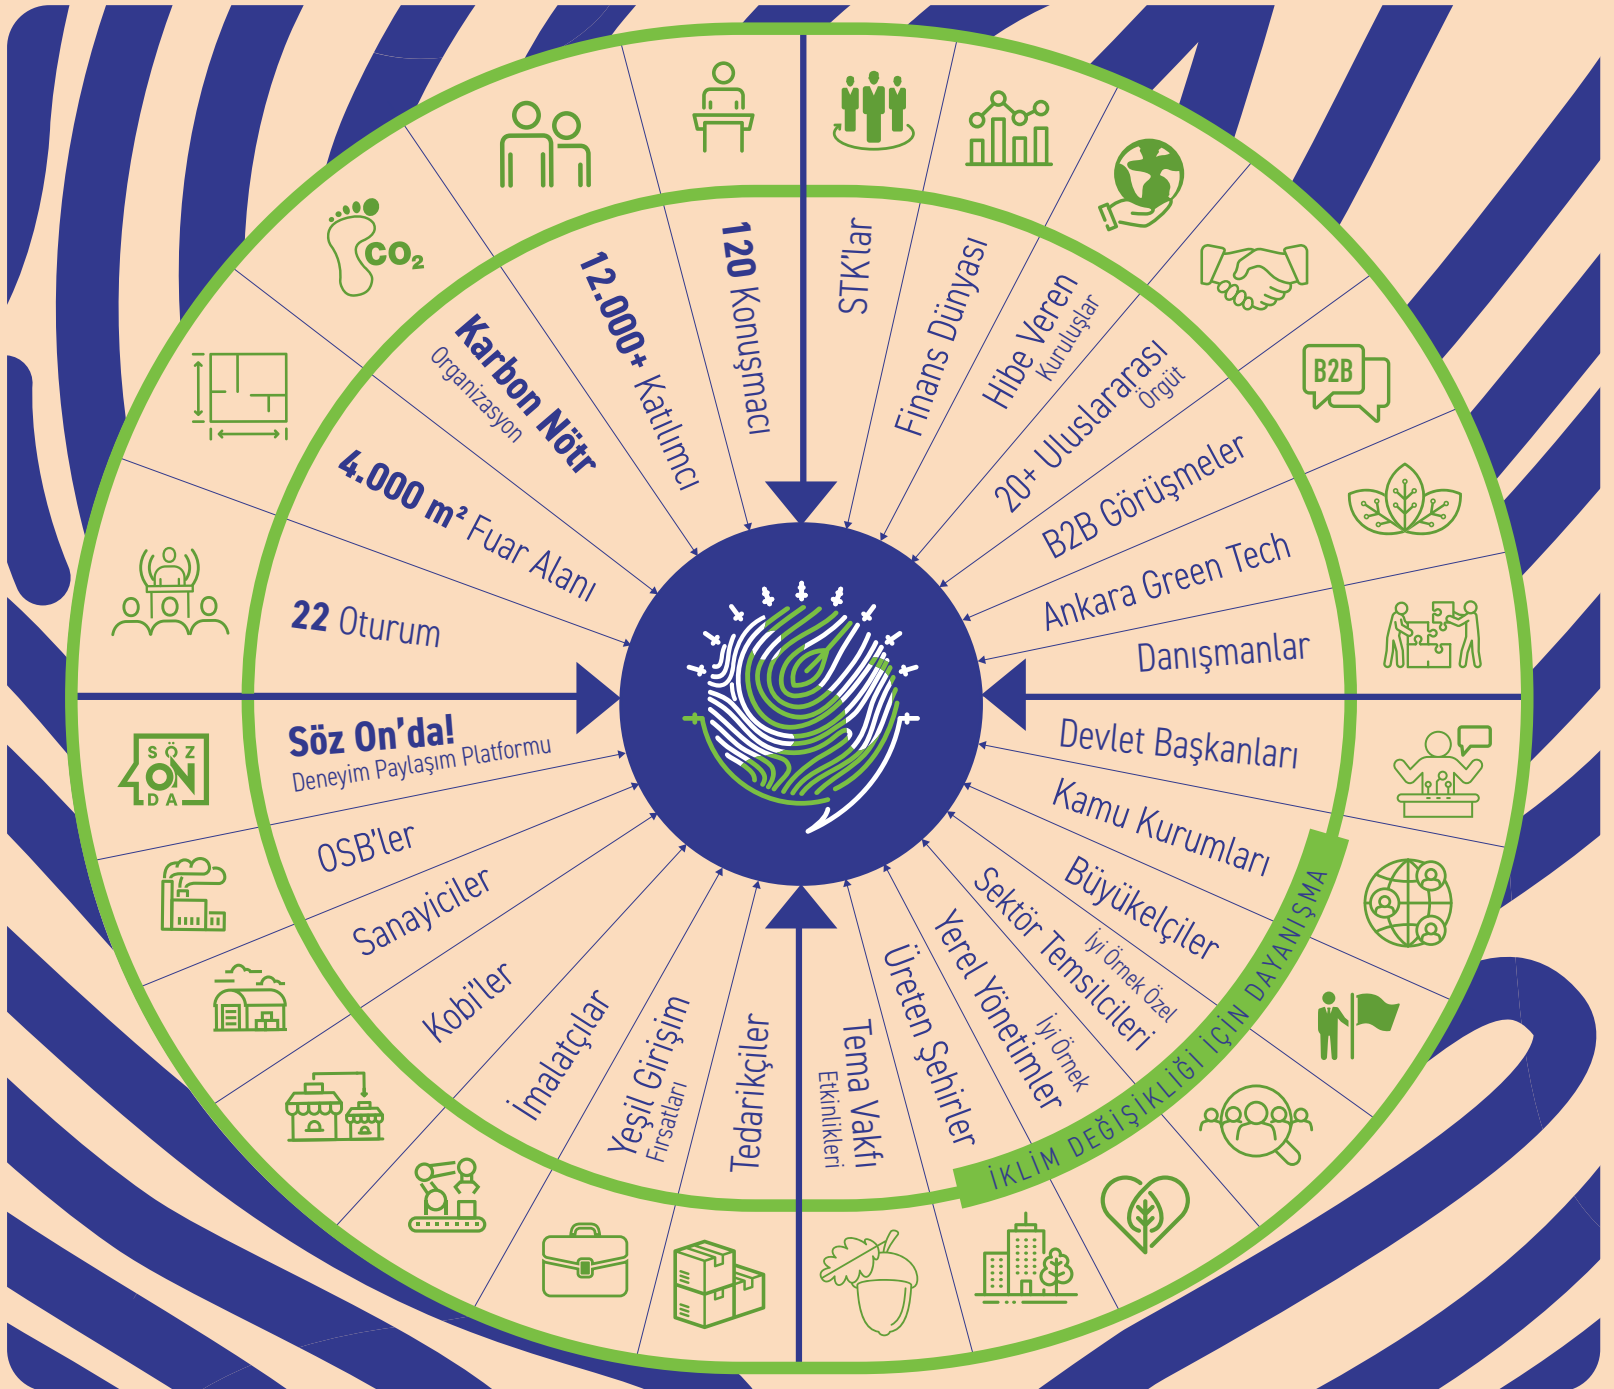 120 Konuşmacı
STK'lar
Finans Dünyası
Hibe Veren
Kuruluşlar
20+ Uluslararası
Örgüt
B2B
B2B Görüşmeler
Ankara Green Tech
Danışmanlar
Devlet Başkanları
Kamu Kurumları
Büyükelçiler
İyi Örnek Özel
Sektör Temsilcileri
İyi Örnek
Yerel Yönetimler
Üreten Şehirler
Tema Vakfı
Etkinlikleri
İKLİM DEĞİŞİKLİĞİ İÇİN DAYANIŞMA
Tedarikçiler
Yeşil Girişim
Fırsatları
İmalatçılar
Kobi'ler
Sanayiciler
OSB'ler
SÖZ
ON
DA
Söz On'da!
Deneyim Paylaşım Platformu
22 Oturum
4.000 m² Fuar Alanı
CO₂
Karbon Nötr
Organizasyon
12.000+ Katılımcı